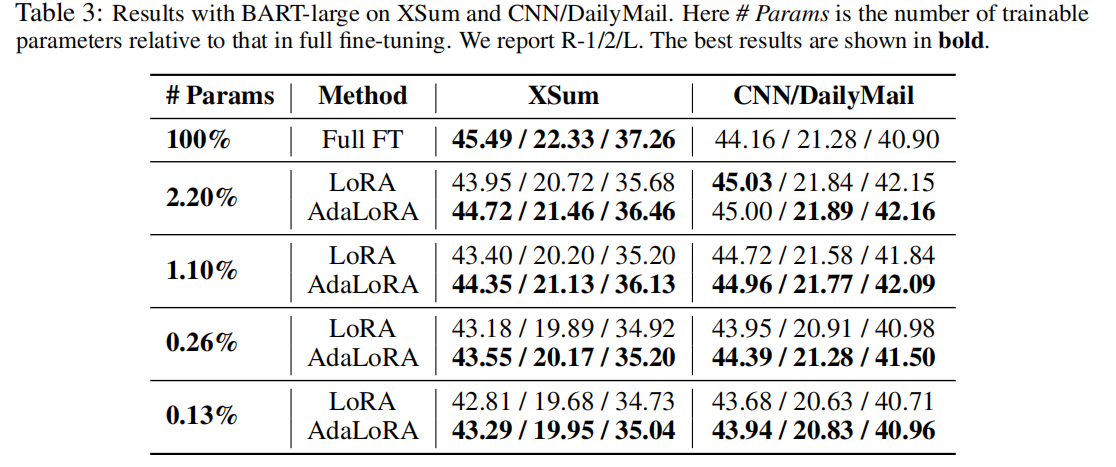 Table 3: Results with BART-large on XSum and CNN/DailyMail. Here # Params is the number of trainable
parameters relative to that in full fine-tuning. We report R-1/2/L. The best results are shown in bold.
# Params Method XSum CNN/DailyMail
100% Full FT 45.49 / 22.33 / 37.26 44.16 / 21.28 / 40.90
2.20% LoRA 43.95 / 20.72 / 35.68 45.03 / 21.84 / 42.15
AdaLoRA 44.72 / 21.46 / 36.46 45.00 / 21.89 / 42.16
1.10% LoRA 43.40 / 20.20 / 35.20 44.72 / 21.58 / 41.84
AdaLoRA 44.35 / 21.13 / 36.13 44.96 / 21.77 / 42.09
0.26% LoRA 43.18 / 19.89 / 34.92 43.95 / 20.91 / 40.98
AdaLoRA 43.55 / 20.17 / 35.20 44.39 / 21.28 / 41.50
0.13% LoRA 42.81 / 19.68 / 34.73 43.68 / 20.63 / 40.71
AdaLoRA 43.29 / 19.95 / 35.04 43.94 / 20.83 / 40.96